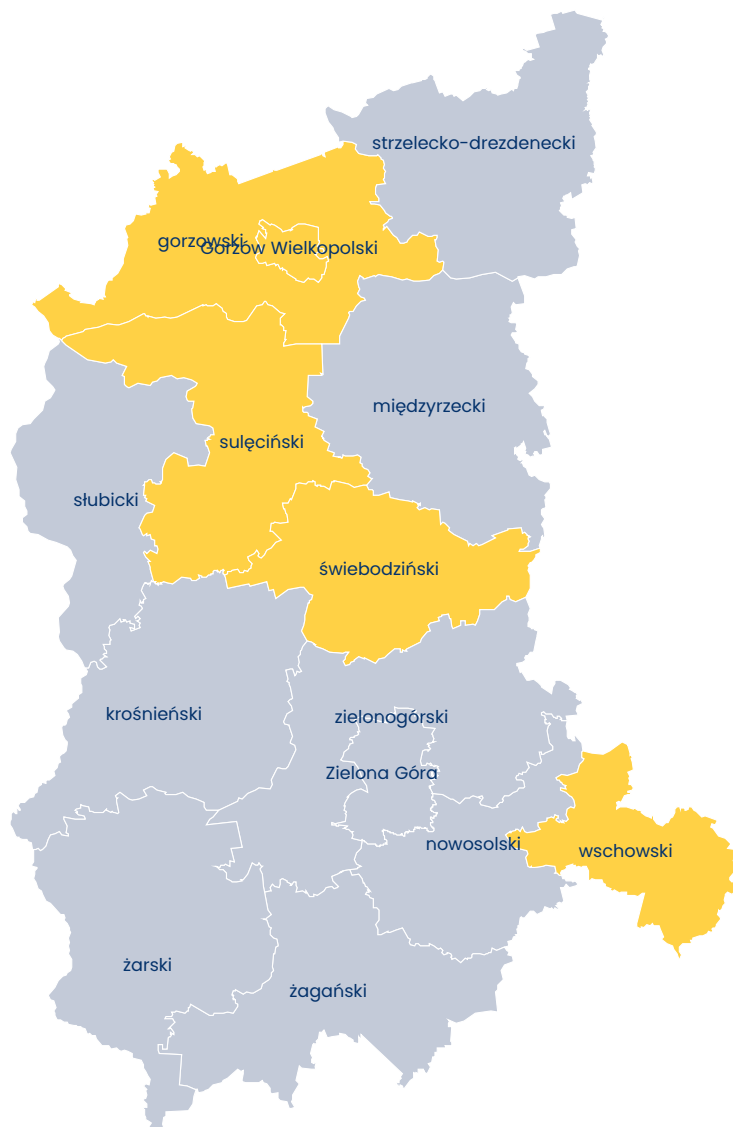 strzelecko-drezdenecki
gorzowski
Gorzów Wielkopolski
międzyrzecki
sulęciński
słubicki
świebodziński
krośnieński
zielonogórski
Zielona Góra
nowosolski
wschowski
żarski
żagański